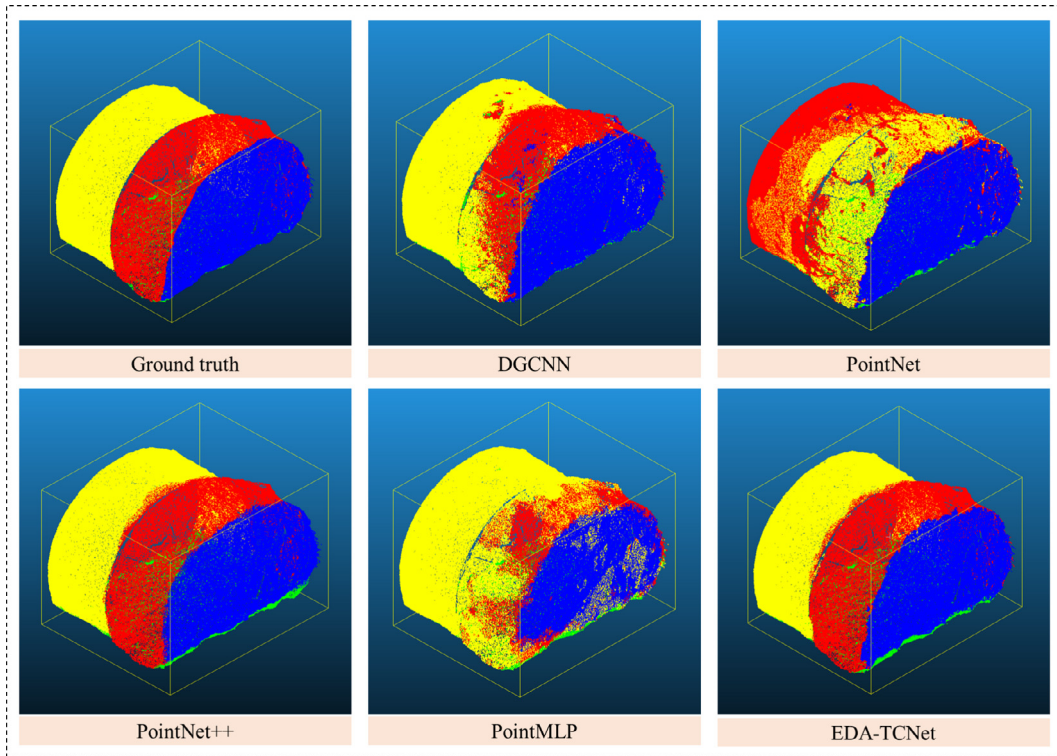 Ground truth
DGCNN
PointNet
PointNet++
PointMLP
EDA-TCNet